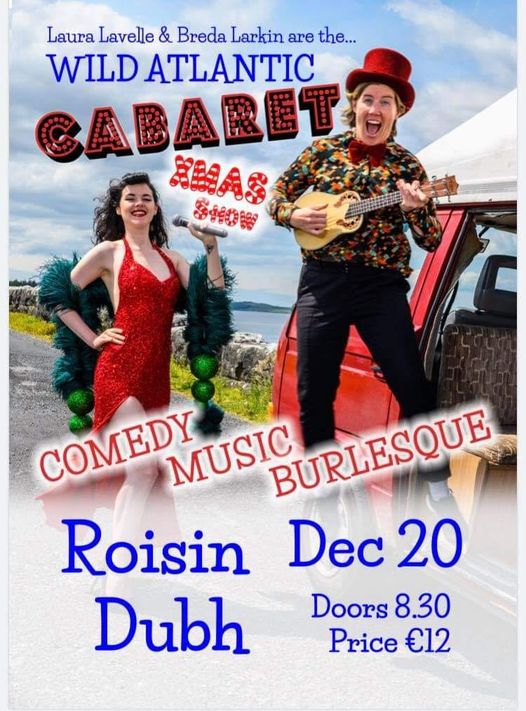 Laura Lavelle & Breda Larkin are the...
WILD ATLANTIC
CABARET
XMAS
SHOW
COMEDY
MUSIC
BURLESQUE
Roisin
Dubh
Dec 20
Doors 8.30
Price €12